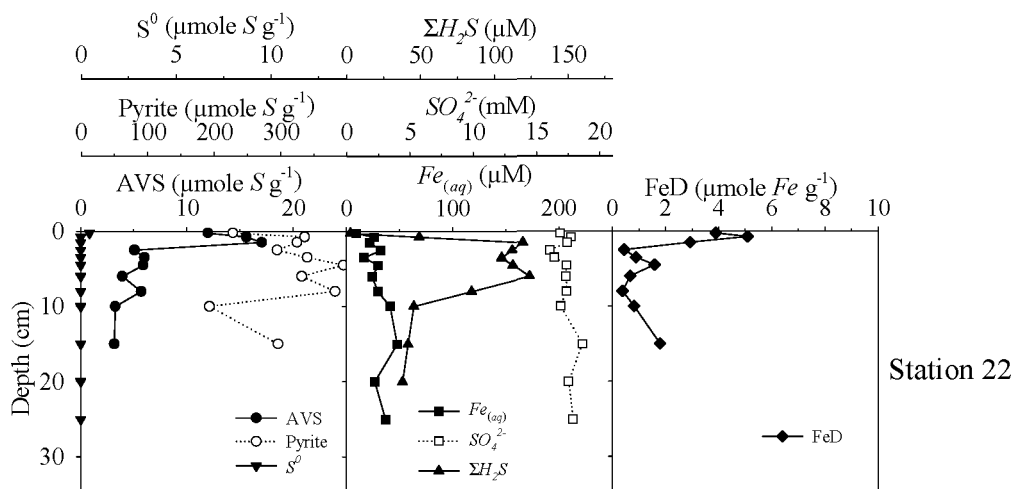 S⁰ (µmole S g⁻¹) ΣH₂S (µM)
0 5 10 0 50 100 150
Pyrite (µmole S g⁻¹) SO₄²⁻(mM)
0 100 200 300 0 5 10 15 20
AVS (µmole S g⁻¹) Fe₍aq₎ (µM) FeD (µmole Fe g⁻¹)
0 10 20 0 100 200 0 2 4 6 8 10
0
10
20
30
Depth (cm)
AVS
Pyrite
S⁰
Fe₍aq₎
SO₄²⁻
ΣH₂S
FeD
Station 22